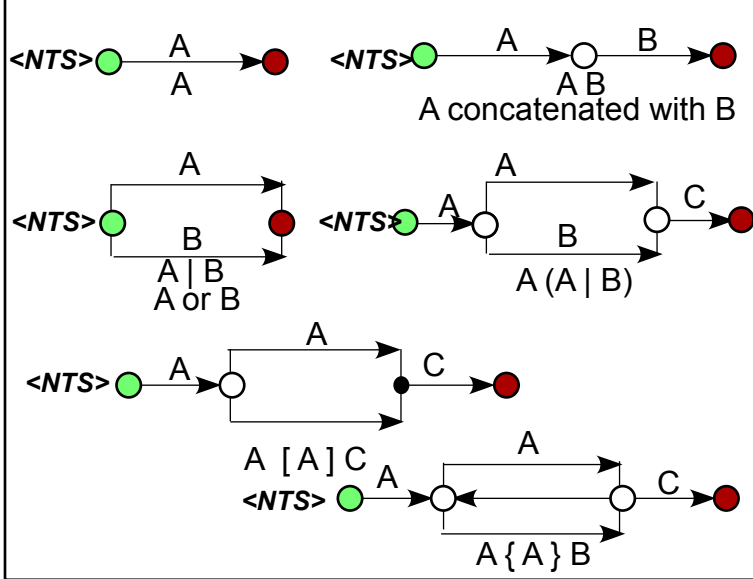 A
<NTS>
A
A B
<NTS>
A B
A concatenated with B
A
<NTS>
B
A | B
A or B
A
<NTS> A C
B
A (A | B)
A
<NTS> A C
A [ A ] C
A
<NTS> A C
A { A } B